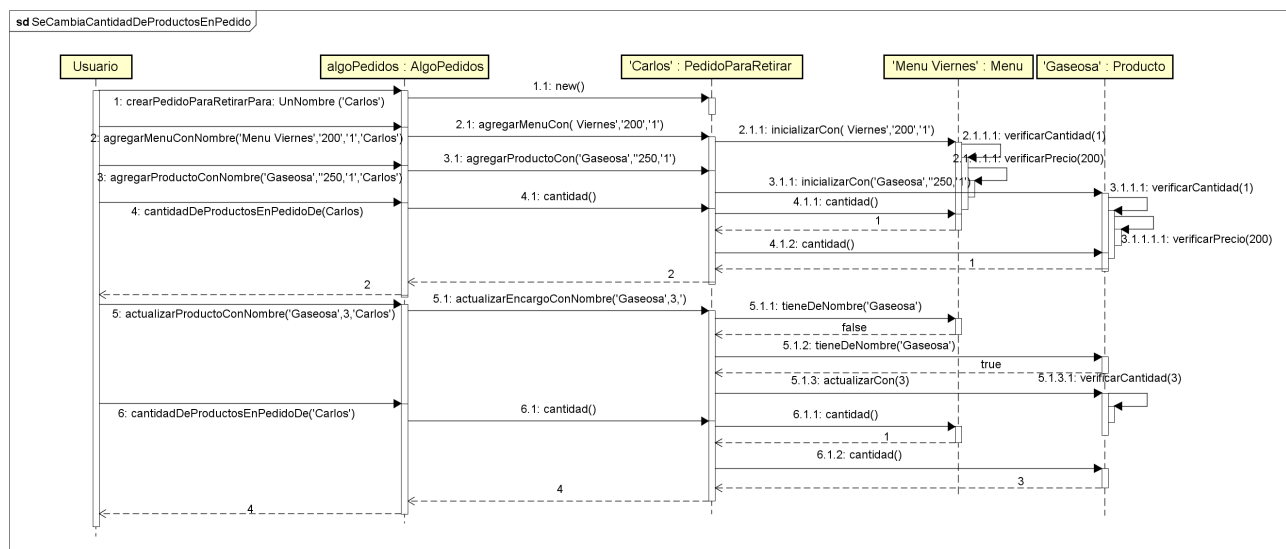 sd SeCambiaCantidadDeProductosEnPedido
Usuario
algoPedidos : AlgoPedidos
'Carlos' : PedidoParaRetirar
'Menu Viernes' : Menu
'Gaseosa' : Producto
1: crearPedidoParaRetirarPara: UnNombre ('Carlos')
1.1: new()
2: agregarMenuConNombre('Menu Viernes','200','1','Carlos')
2.1: agregarMenuCon( Viernes','200','1')
2.1.1: inicializarCon( Viernes','200','1')
2.1.1.1: verificarCantidad(1)
2.1.1.1.1: verificarPrecio(200)
3: agregarProductoConNombre('Gaseosa',''250,'1','Carlos')
3.1: agregarProductoCon('Gaseosa',''250,'1')
3.1.1: inicializarCon('Gaseosa',''250,'1')
3.1.1.1: verificarCantidad(1)
3.1.1.1.1: verificarPrecio(200)
4: cantidadDeProductosEnPedidoDe(Carlos)
4.1: cantidad()
4.1.1: cantidad()
1
4.1.2: cantidad()
1
2
2
5: actualizarProductoConNombre('Gaseosa',3,'Carlos')
5.1: actualizarEncargoConNombre('Gaseosa',3,')
5.1.1: tieneDeNombre('Gaseosa')
false
5.1.2: tieneDeNombre('Gaseosa')
true
5.1.3: actualizarCon(3)
5.1.3.1: verificarCantidad(3)
6: cantidadDeProductosEnPedidoDe('Carlos')
6.1: cantidad()
6.1.1: cantidad()
1
6.1.2: cantidad()
3
4
4